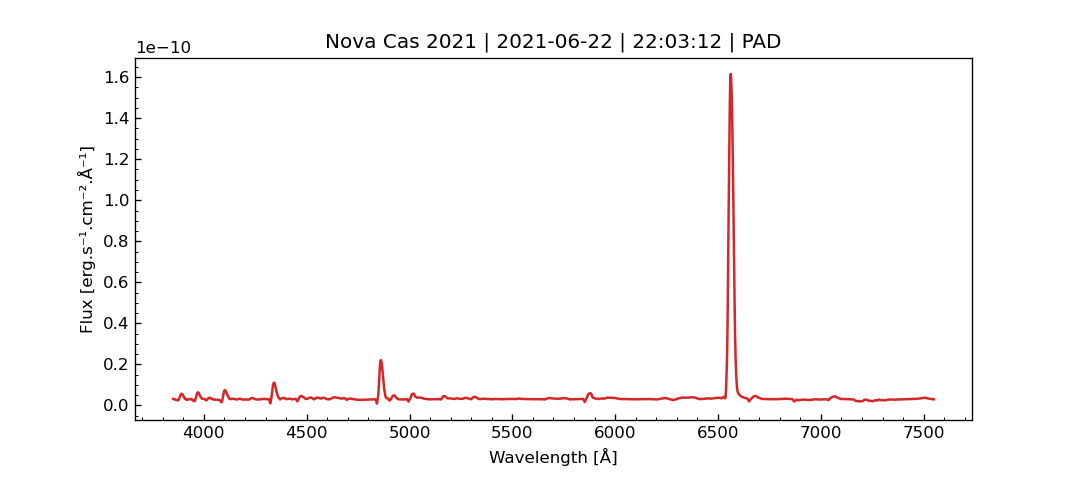 Nova Cas 2021 | 2021-06-22 | 22:03:12 | PAD
1e−10
1.6
1.4
1.2
1.0
0.8
0.6
0.4
0.2
0.0
Flux [erg.s⁻¹.cm⁻².Å⁻¹]
4000 4500 5000 5500 6000 6500 7000 7500
Wavelength [Å]